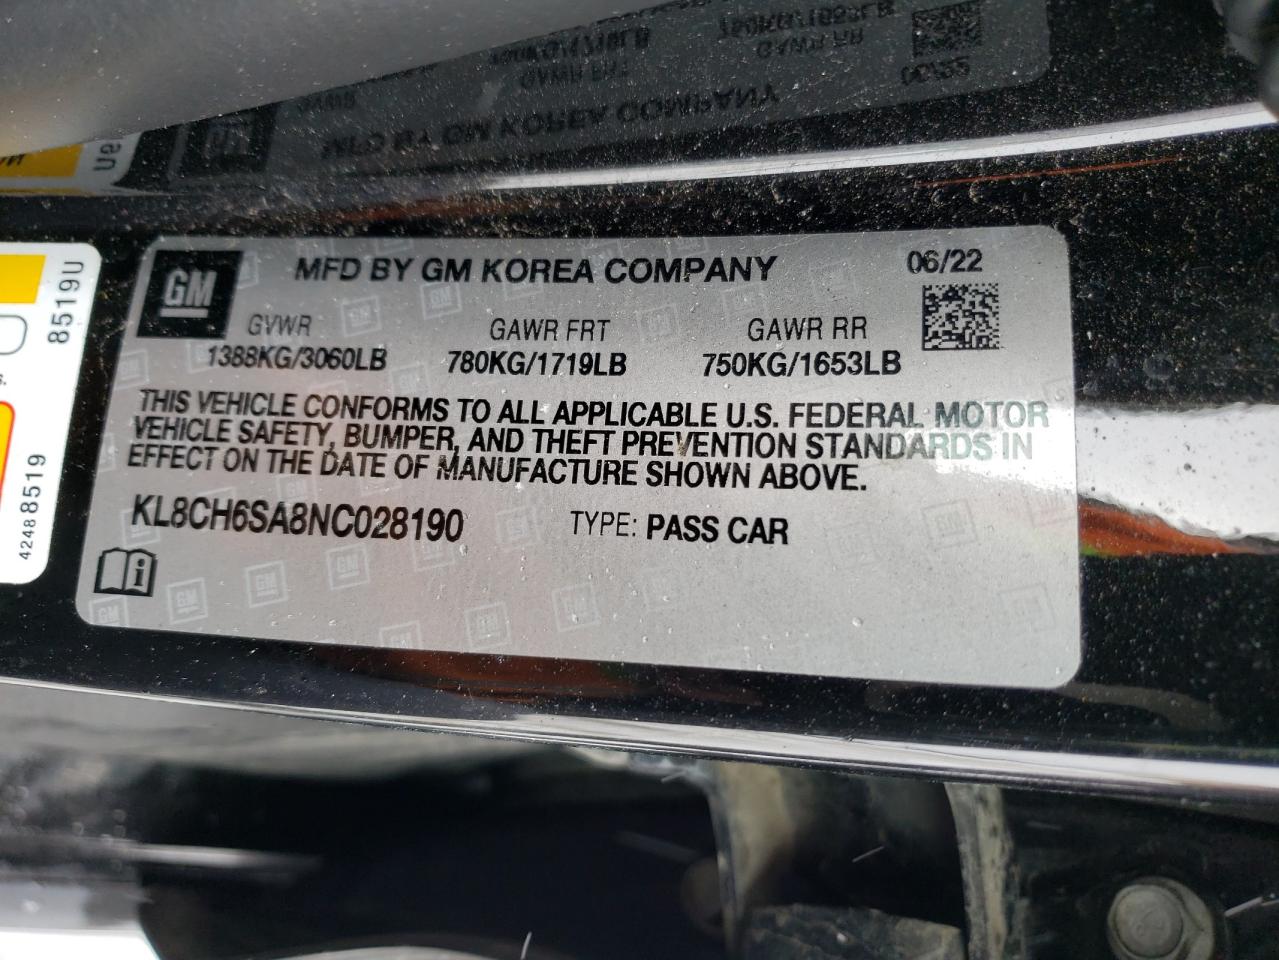 GM
MFD BY GM KOREA COMPANY
06/22
GVWR GAWR FRT GAWR RR
1388KG/3060LB 780KG/1719LB 750KG/1653LB
THIS VEHICLE CONFORMS TO ALL APPLICABLE U.S. FEDERAL MOTOR
VEHICLE SAFETY, BUMPER, AND THEFT PREVENTION STANDARDS IN
EFFECT ON THE DATE OF MANUFACTURE SHOWN ABOVE.
KL8CH6SA8NC028190 TYPE: PASS CAR
8519U
42488519